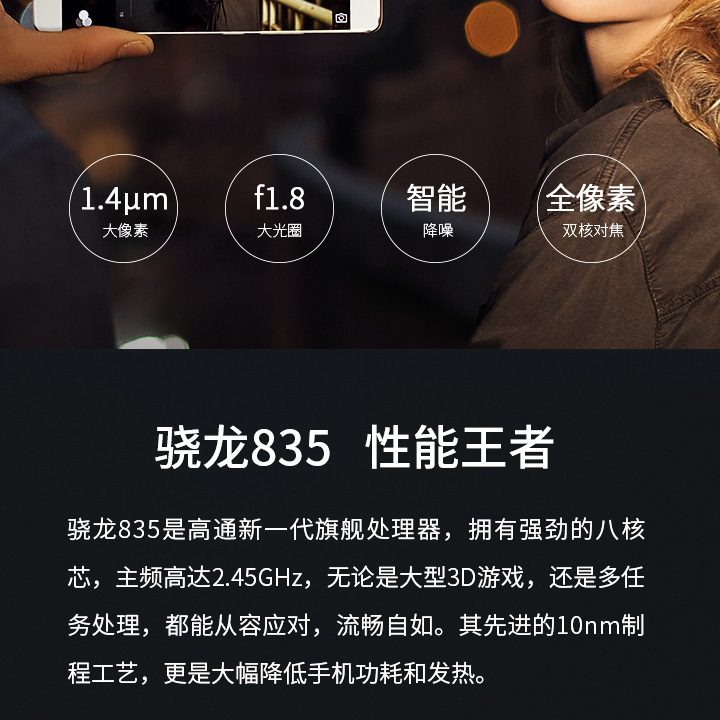 1.4μm
大像素
f1.8
大光圈
智能
降噪
全像素
双核对焦
骁龙835 性能王者
骁龙835是高通新一代旗舰处理器，拥有强劲的八核
芯，主频高达2.45GHz，无论是大型3D游戏，还是多任
务处理，都能从容应对，流畅自如。其先进的10nm制
程工艺，更是大幅降低手机功耗和发热。